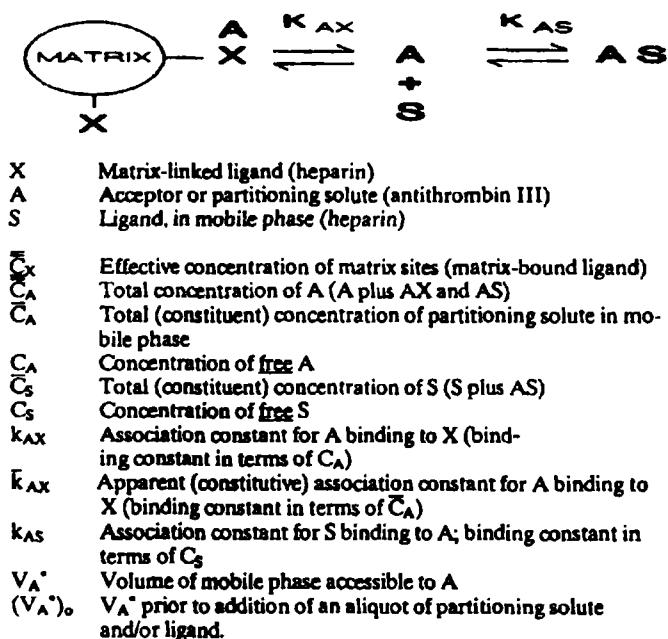 A K AX K AS
MATRIX X A AS
+
X S
X Matrix-linked ligand (heparin)
A Acceptor or partitioning solute (antithrombin III)
S Ligand, in mobile phase (heparin)
C̿X Effective concentration of matrix sites (matrix-bound ligand)
C̿A Total concentration of A (A plus AX and AS)
C̅A Total (constituent) concentration of partitioning solute in mo-
bile phase
CA Concentration of free A
C̅S Total (constituent) concentration of S (S plus AS)
CS Concentration of free S
kAX Association constant for A binding to X (bind-
ing constant in terms of CA)
k̅AX Apparent (constitutive) association constant for A binding to
X (binding constant in terms of C̅A)
kAS Association constant for S binding to A; binding constant in
terms of CS
VA* Volume of mobile phase accessible to A
(VA*)o VA* prior to addition of an aliquot of partitioning solute
and/or ligand.